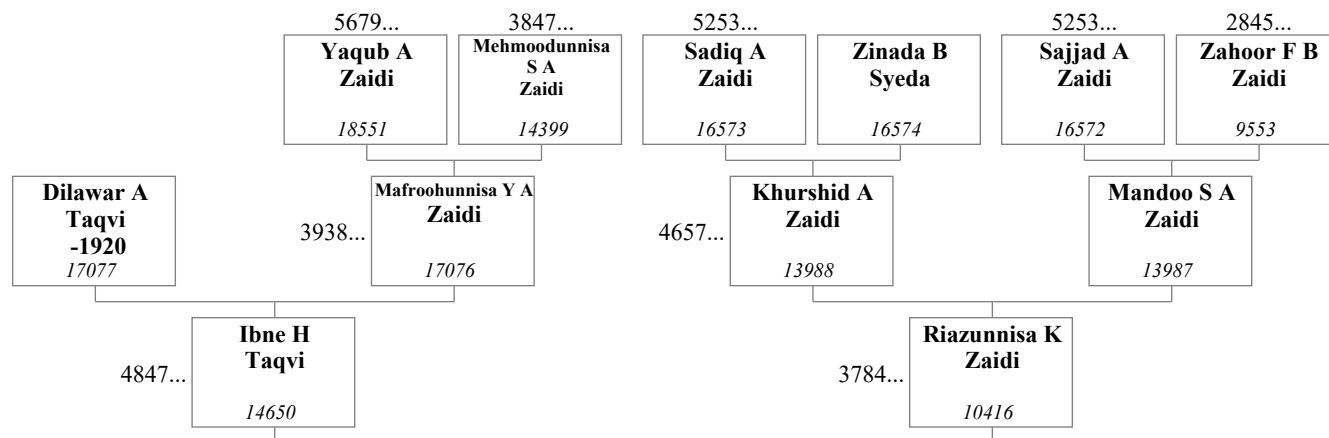 5679... 3847... 5253... 5253... 2845...
Yaqub A
Zaidi
18551
Mehmoodunnisa
S A
Zaidi
14399
Sadiq A
Zaidi
16573
Zinada B
Syeda
16574
Sajjad A
Zaidi
16572
Zahoor F B
Zaidi
9553
Dilawar A
Taqvi
-1920
17077
3938...
Mafroohunnisa Y A
Zaidi
17076
4657...
Khurshid A
Zaidi
13988
Mandoo S A
Zaidi
13987
4847...
Ibne H
Taqvi
14650
3784...
Riazunnisa K
Zaidi
10416